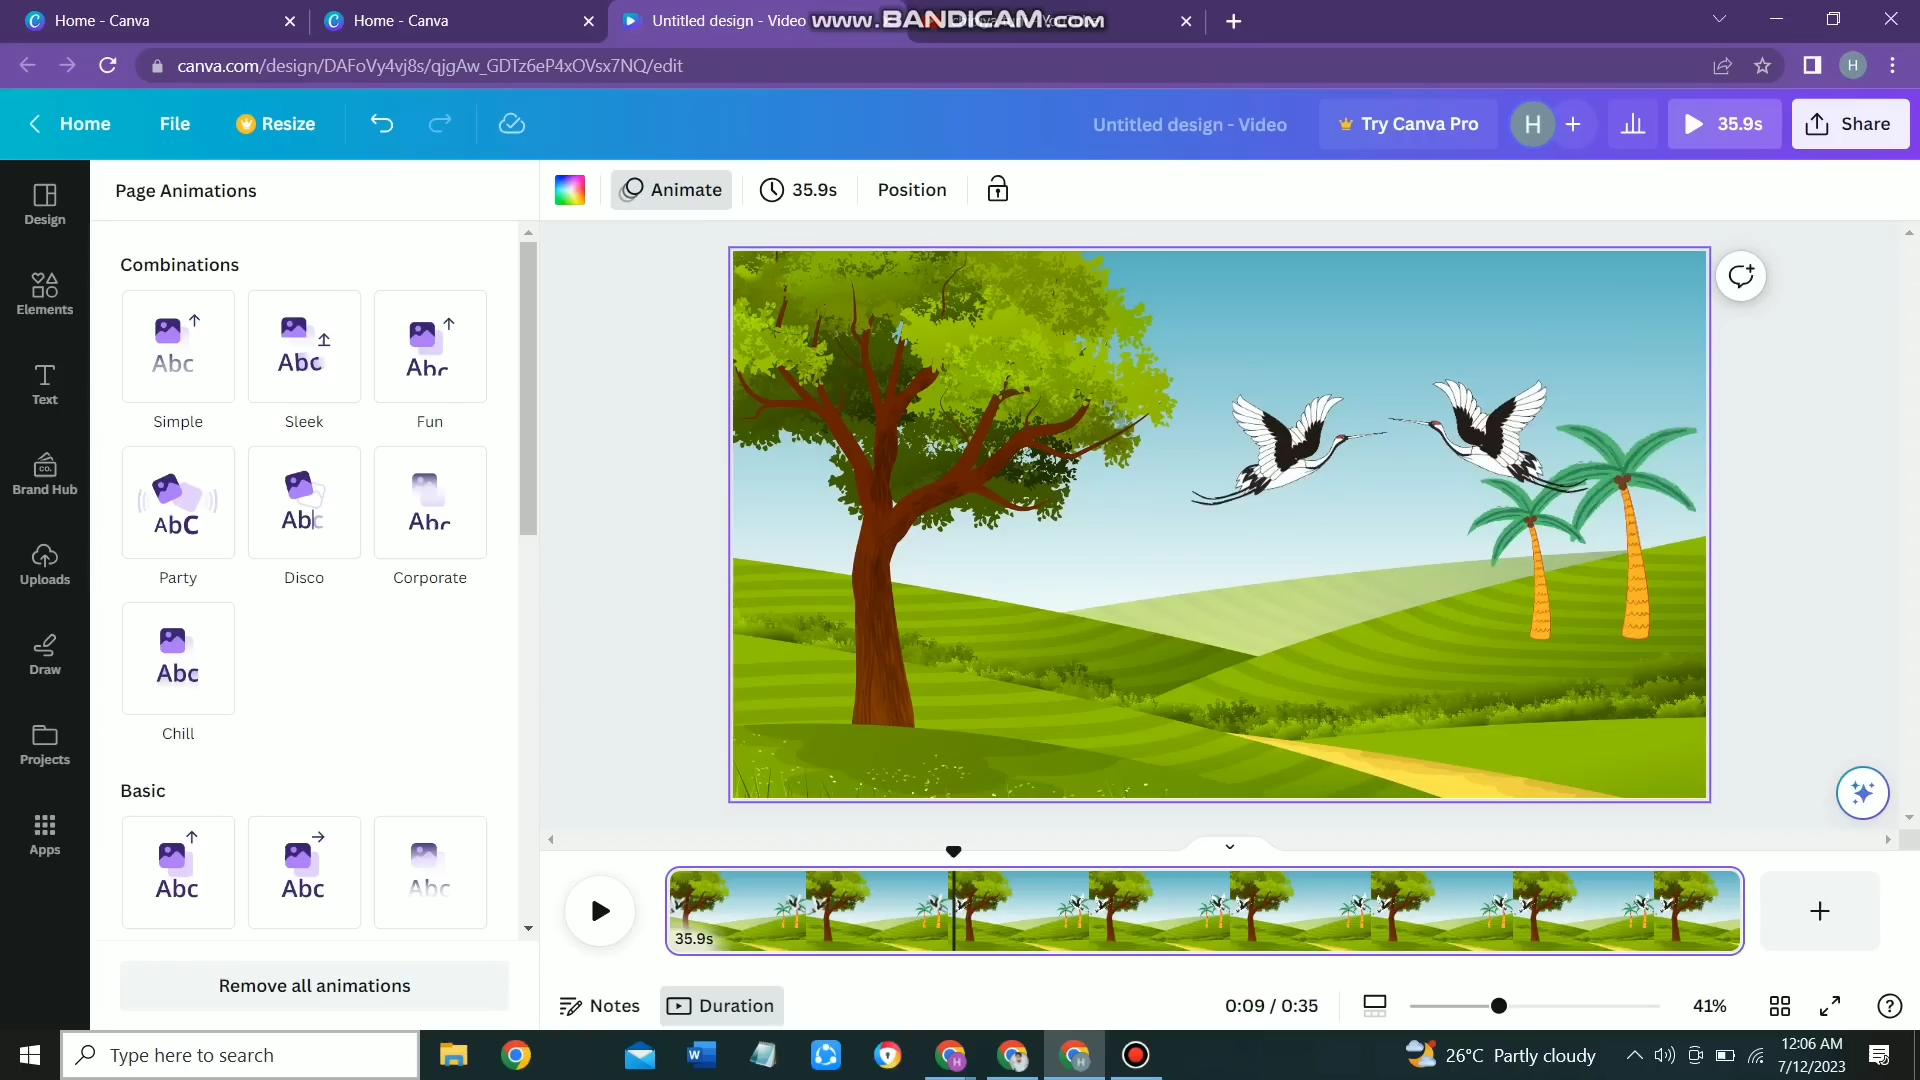 Home - Canva
Home - Canva
Untitled design - Video
www.BANDICAM.com
canva.com/design/DAFoVy4vj8s/qjgAw_GDTz6eP4xOVsx7NQ/edit
H
Home
File
Resize
Untitled design - Video
Try Canva Pro
H
35.9s
Share
Design
Elements
Text
Brand Hub
CO.
Uploads
Draw
Projects
Apps
Page Animations
Animate
35.9s
Position
Combinations
Abc
Abc
Abc
Simple
Sleek
Fun
AbC
Abc
Abc
Party
Disco
Corporate
Abc
Chill
Basic
Abc
Abc
Abc
Remove all animations
35.9s
Notes
Duration
0:09 / 0:35
41%
Type here to search
26°C Partly cloudy
12:06 AM
7/12/2023